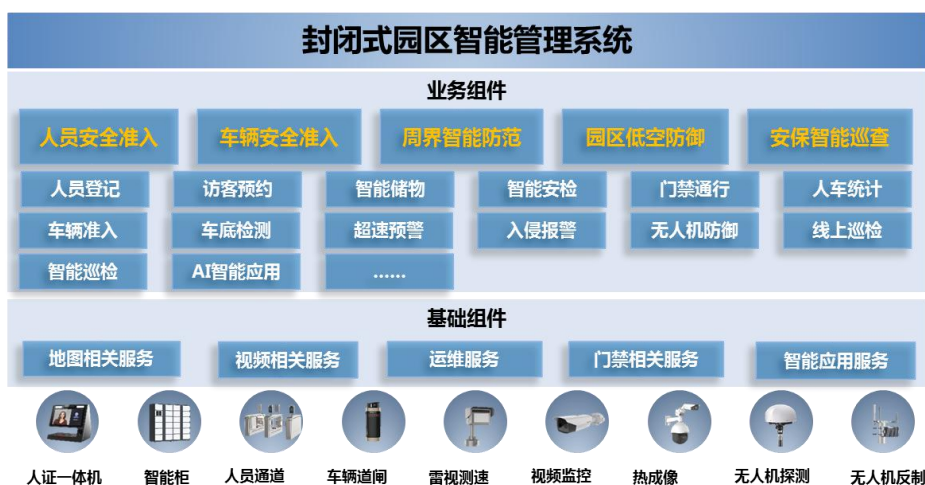 封闭式园区智能管理系统
业务组件
人员安全准入 车辆安全准入 周界智能防范 园区低空防御 安保智能巡查
人员登记 访客预约 智能储物 智能安检 门禁通行 人车统计
车辆准入 车底检测 超速预警 入侵报警 无人机防御 线上巡检
智能巡检 AI智能应用 ......
基础组件
地图相关服务 视频相关服务 运维服务 门禁相关服务 智能应用服务
人证一体机 智能柜 人员通道 车辆道闸 雷视测速 视频监控 热成像 无人机探测 无人机反制